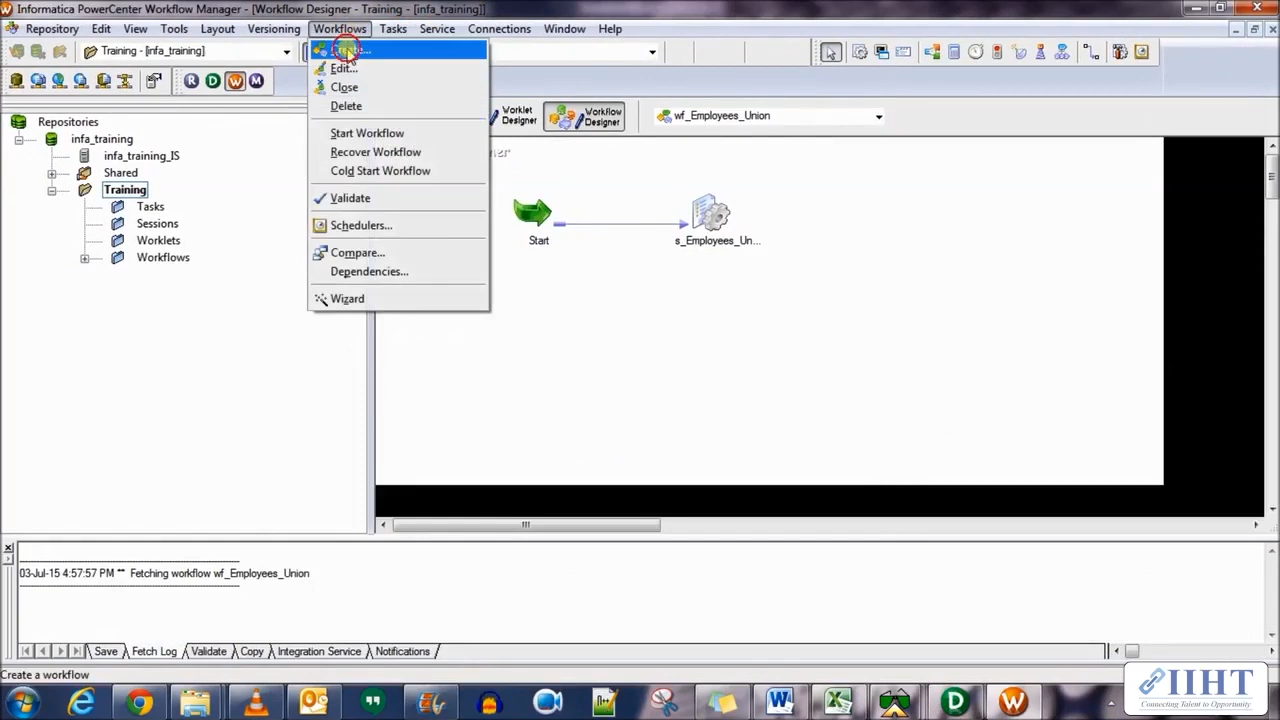 Informatica PowerCenter Workflow Manager - [Workflow Designer - Training - [infa_training]]
Repository Edit View Tools Layout Versioning Workflows Tasks Service Connections Window Help
Training - [infa_training]
Edit...
Close
Delete
Start Workflow
Recover Workflow
Cold Start Workflow
Validate
Schedulers...
Compare...
Dependencies...
Wizard
R D W M
Worklet Designer
Workflow Designer
wf_Employees_Union
Repositories
infa_training
infa_training_IS
Shared
Training
Tasks
Sessions
Worklets
Workflows
Start
s_Employees_Un...
03-Jul-15 4:57:57 PM ** Fetching workflow wf_Employees_Union
Save Fetch Log Validate Copy Integration Service Notifications
Create a workflow
IIHT
Connecting Talent to Opportunity